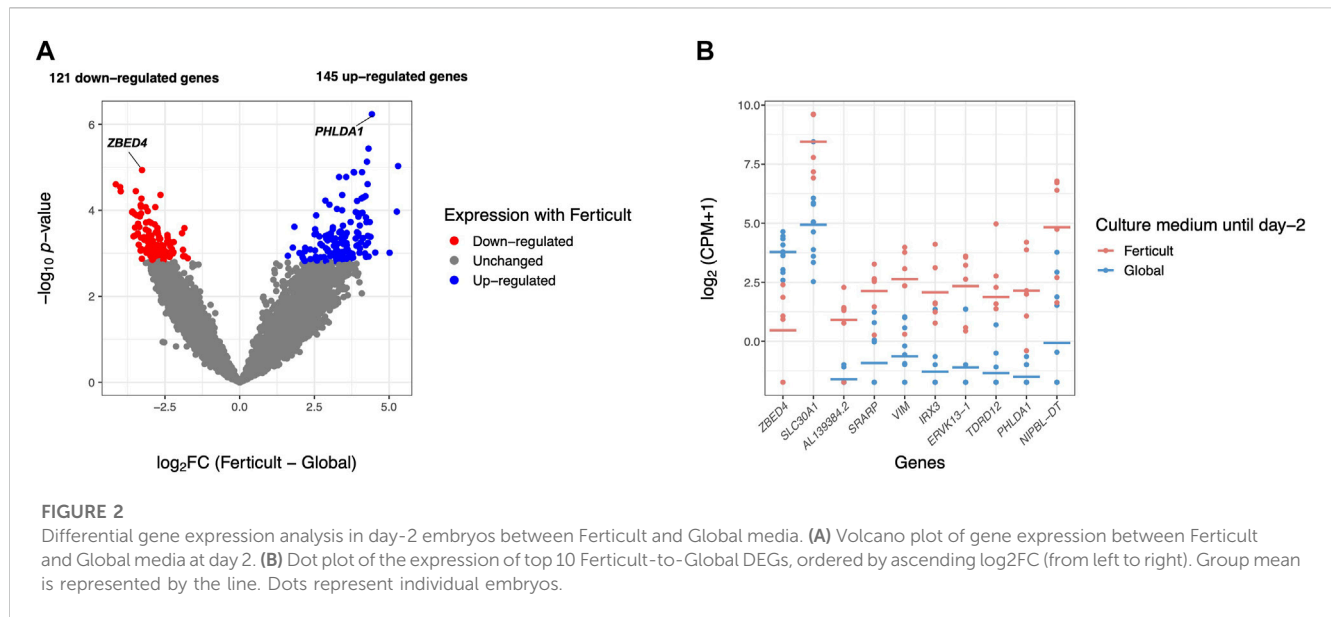 A
121 down–regulated genes
145 up–regulated genes
ZBED4
PHLDA1
6
4
2
0
−2.5
0.0
2.5
5.0
−log10 p−value
log2FC (Ferticult − Global)
Expression with Ferticult
Down−regulated
Unchanged
Up−regulated
B
10.0
7.5
5.0
2.5
0.0
log2 (CPM+1)
ZBED4
SLC30A1
AL139384.2
SRARP
VIM
IRX3
ERVK13−1
TDRD12
PHLDA1
NIPBL−DT
Genes
Culture medium until day−2
Ferticult
Global
FIGURE 2
Differential gene expression analysis in day-2 embryos between Ferticult and Global media. (A) Volcano plot of gene expression between Ferticult
and Global media at day 2. (B) Dot plot of the expression of top 10 Ferticult-to-Global DEGs, ordered by ascending log2FC (from left to right). Group mean
is represented by the line. Dots represent individual embryos.